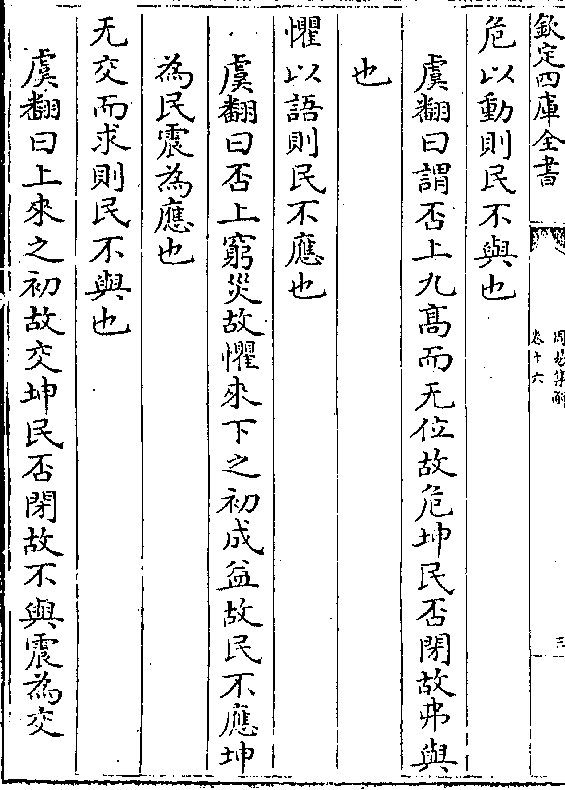 欽定四庫全書
周易集解
卷十六
三
危以動則民不與也
虞翻曰謂否上九髙而无位故危坤民否閉故弗與
也
懼以語則民不應也
虞翻曰否上窮災故懼來下之初成益故民不應坤
為民震為應也
无交而求則民不與也
虞翻曰上來之初故交坤民否閉故不與震為交